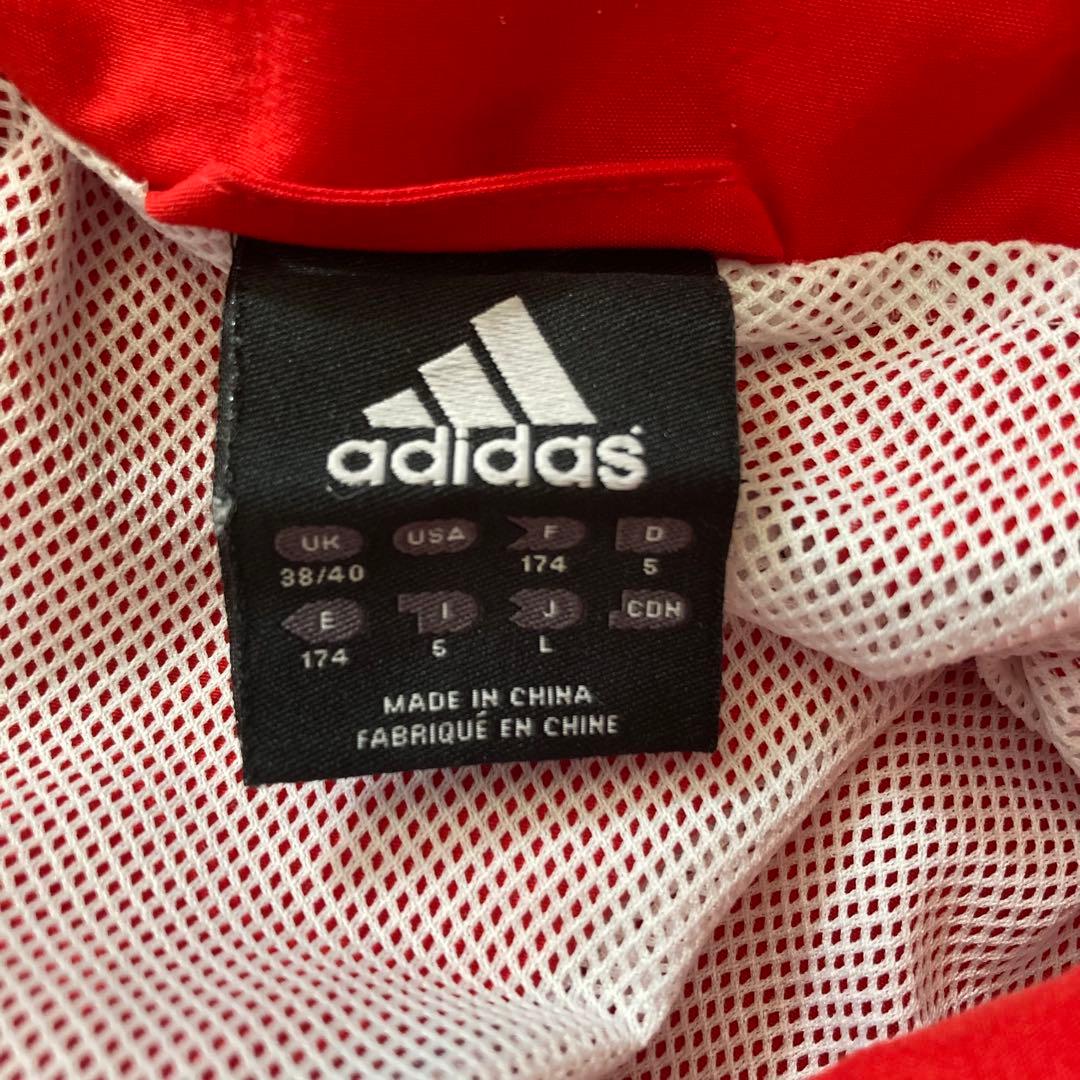 adidas
UK USA F D
38/40 174 5
E I J CDN
174 5 L
MADE IN CHINA
FABRIQUÉ EN CHINE